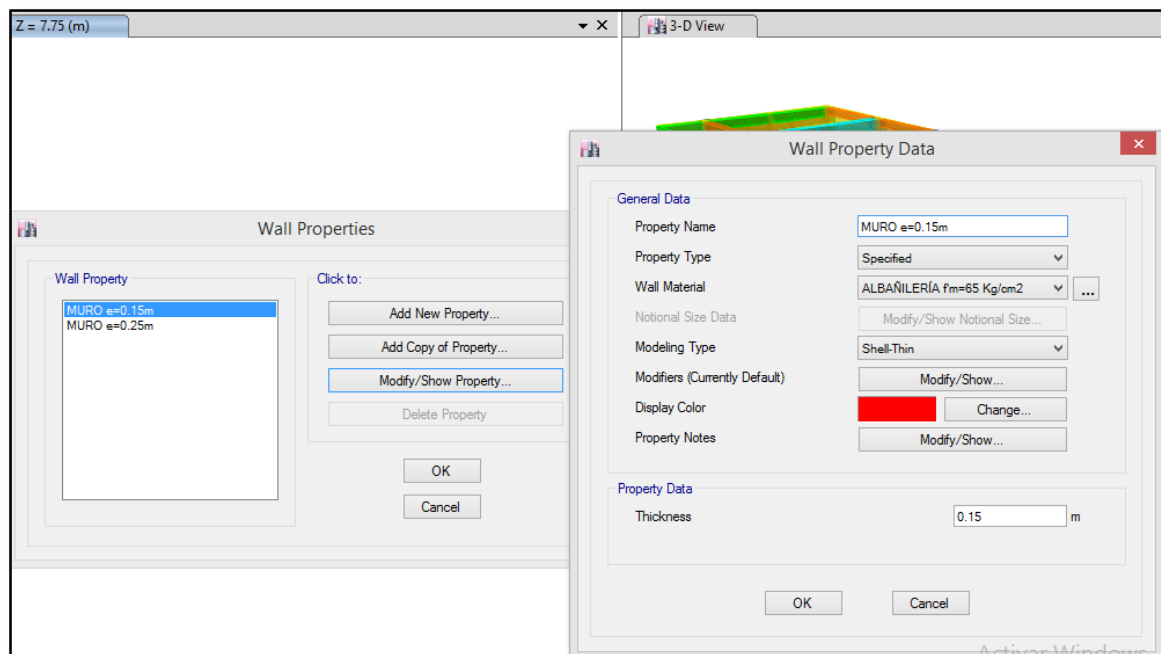 Z = 7.75 (m)
3-D View
Wall Properties
Wall Property
MURO e=0.15m
MURO e=0.25m
Click to:
Add New Property...
Add Copy of Property...
Modify/Show Property...
Delete Property
OK
Cancel
Wall Property Data
General Data
Property Name MURO e=0.15m
Property Type Specified
Wall Material ALBAÑILERÍA f'm=65 Kg/cm2 ...
Notional Size Data Modify/Show Notional Size...
Modeling Type Shell-Thin
Modifiers (Currently Default) Modify/Show...
Display Color Change...
Property Notes Modify/Show...
Property Data
Thickness 0.15 m
OK Cancel
Activar Windows